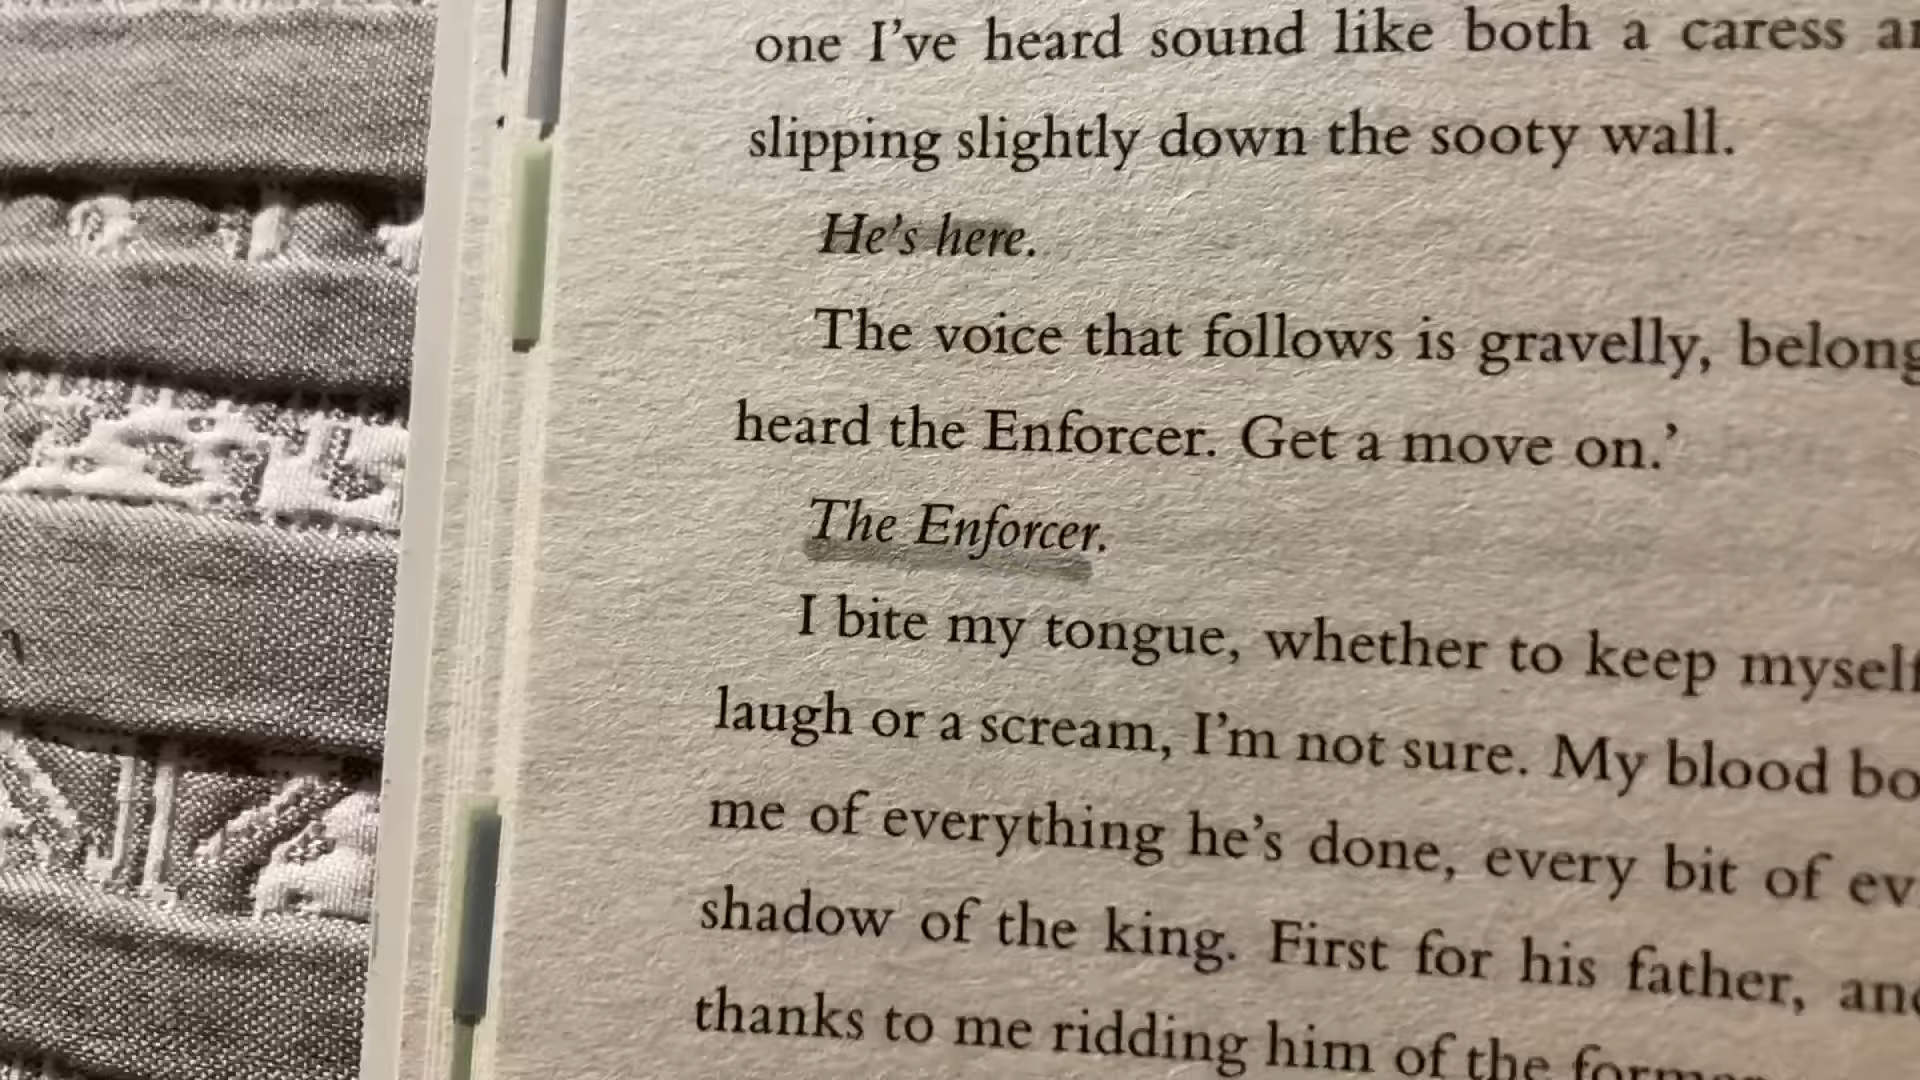 one I've heard sound like both a caress
slipping slightly down the sooty wall.
He's here.
The voice that follows is gravelly,
heard the Enforcer. Get a move on.'
The Enforcer.
I bite my tongue, whether to keep myself
laugh or a scream, I'm not sure. My blood
me of everything he's done, every bit of
shadow of the king. First for his father,
thanks to me ridding him of the